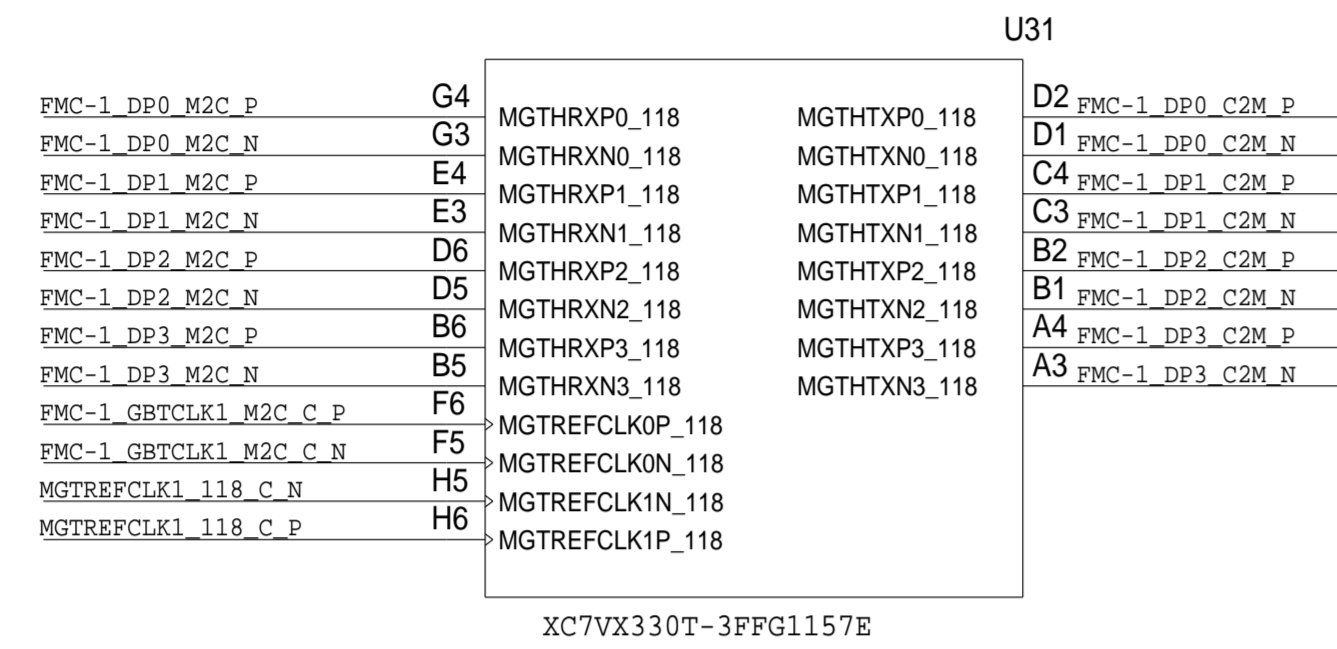 U31
FMC-1_DP0_M2C_P G4 MGTHRXP0_118 MGTHTXP0_118 D2 FMC-1_DP0_C2M_P
FMC-1_DP0_M2C_N G3 MGTHRXN0_118 MGTHTXN0_118 D1 FMC-1_DP0_C2M_N
FMC-1_DP1_M2C_P E4 MGTHRXP1_118 MGTHTXP1_118 C4 FMC-1_DP1_C2M_P
FMC-1_DP1_M2C_N E3 MGTHRXN1_118 MGTHTXN1_118 C3 FMC-1_DP1_C2M_N
FMC-1_DP2_M2C_P D6 MGTHRXP2_118 MGTHTXP2_118 B2 FMC-1_DP2_C2M_P
FMC-1_DP2_M2C_N D5 MGTHRXN2_118 MGTHTXN2_118 B1 FMC-1_DP2_C2M_N
FMC-1_DP3_M2C_P B6 MGTHRXP3_118 MGTHTXP3_118 A4 FMC-1_DP3_C2M_P
FMC-1_DP3_M2C_N B5 MGTHRXN3_118 MGTHTXN3_118 A3 FMC-1_DP3_C2M_N
FMC-1_GBTCLK1_M2C_C_P F6 MGTREFCLK0P_118
FMC-1_GBTCLK1_M2C_C_N F5 MGTREFCLK0N_118
MGTREFCLK1_118_C_N H5 MGTREFCLK1N_118
MGTREFCLK1_118_C_P H6 MGTREFCLK1P_118
XC7VX330T-3FFG1157E